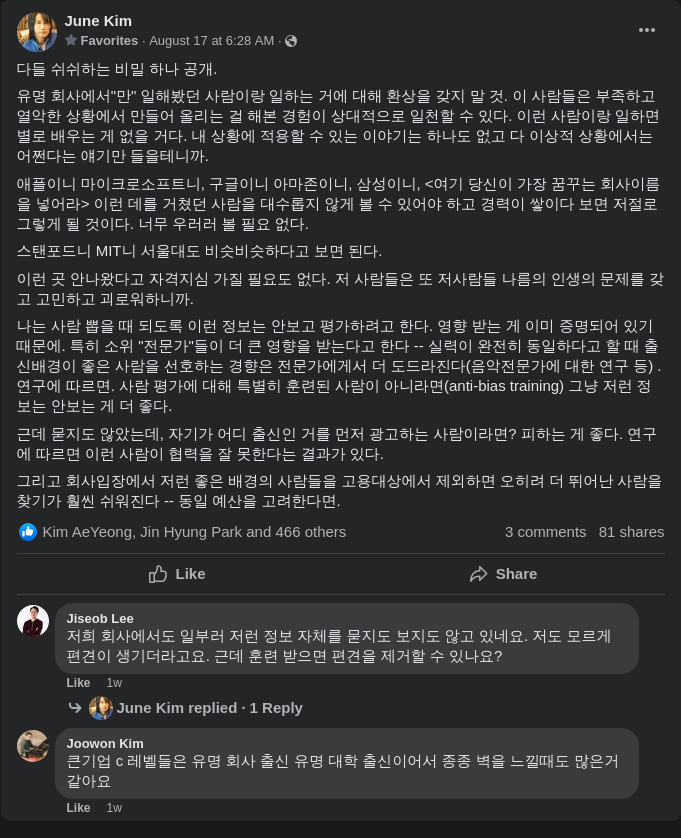 June Kim
Favorites · August 17 at 6:28 AM ·
다들 쉬쉬하는 비밀 하나 공개.
유명 회사에서"만" 일해봤던 사람이랑 일하는 거에 대해 환상을 갖지 말 것. 이 사람들은 부족하고
열악한 상황에서 만들어 올리는 걸 해본 경험이 상대적으로 일천할 수 있다. 이런 사람이랑 일하면
별로 배우는 게 없을 거다. 내 상황에 적용할 수 있는 이야기는 하나도 없고 다 이상적 상황에서는
어쩐다는 얘기만 들을테니까.
애플이니 마이크로소프트니, 구글이니 아마존이니, 삼성이니, <여기 당신이 가장 꿈꾸는 회사이름
을 넣어라> 이런 데를 거쳤던 사람을 대수롭지 않게 볼 수 있어야 하고 경력이 쌓이다 보면 저절로
그렇게 될 것이다. 너무 우러러 볼 필요 없다.
스탠포드니 MIT니 서울대도 비슷비슷하다고 보면 된다.
이런 곳 안나왔다고 자격지심 가질 필요도 없다. 저 사람들은 또 저사람들 나름의 인생의 문제를 갖
고 고민하고 괴로워하니까.
나는 사람 뽑을 때 되도록 이런 정보는 안보고 평가하려고 한다. 영향 받는 게 이미 증명되어 있기
때문에. 특히 소위 "전문가"들이 더 큰 영향을 받는다고 한다 -- 실력이 완전히 동일하다고 할 때 출
신배경이 좋은 사람을 선호하는 경향은 전문가에게서 더 도드라진다(음악전문가에 대한 연구 등) .
연구에 따르면. 사람 평가에 대해 특별히 훈련된 사람이 아니라면(anti-bias training) 그냥 저런 정
보는 안보는 게 더 좋다.
근데 묻지도 않았는데, 자기가 어디 출신인 거를 먼저 광고하는 사람이라면? 피하는 게 좋다. 연구
에 따르면 이런 사람이 협력을 잘 못한다는 결과가 있다.
그리고 회사입장에서 저런 좋은 배경의 사람들을 고용대상에서 제외하면 오히려 더 뛰어난 사람을
찾기가 훨씬 쉬워진다 -- 동일 예산을 고려한다면.
Kim AeYeong, Jin Hyung Park and 466 others 3 comments 81 shares
Like Share
Jiseob Lee
저희 회사에서도 일부러 저런 정보 자체를 묻지도 보지도 않고 있네요. 저도 모르게
편견이 생기더라고요. 근데 훈련 받으면 편견을 제거할 수 있나요?
Like 1w
June Kim replied · 1 Reply
Joowon Kim
큰기업 c 레벨들은 유명 회사 출신 유명 대학 출신이어서 종종 벽을 느낄때도 많은거
같아요
Like 1w